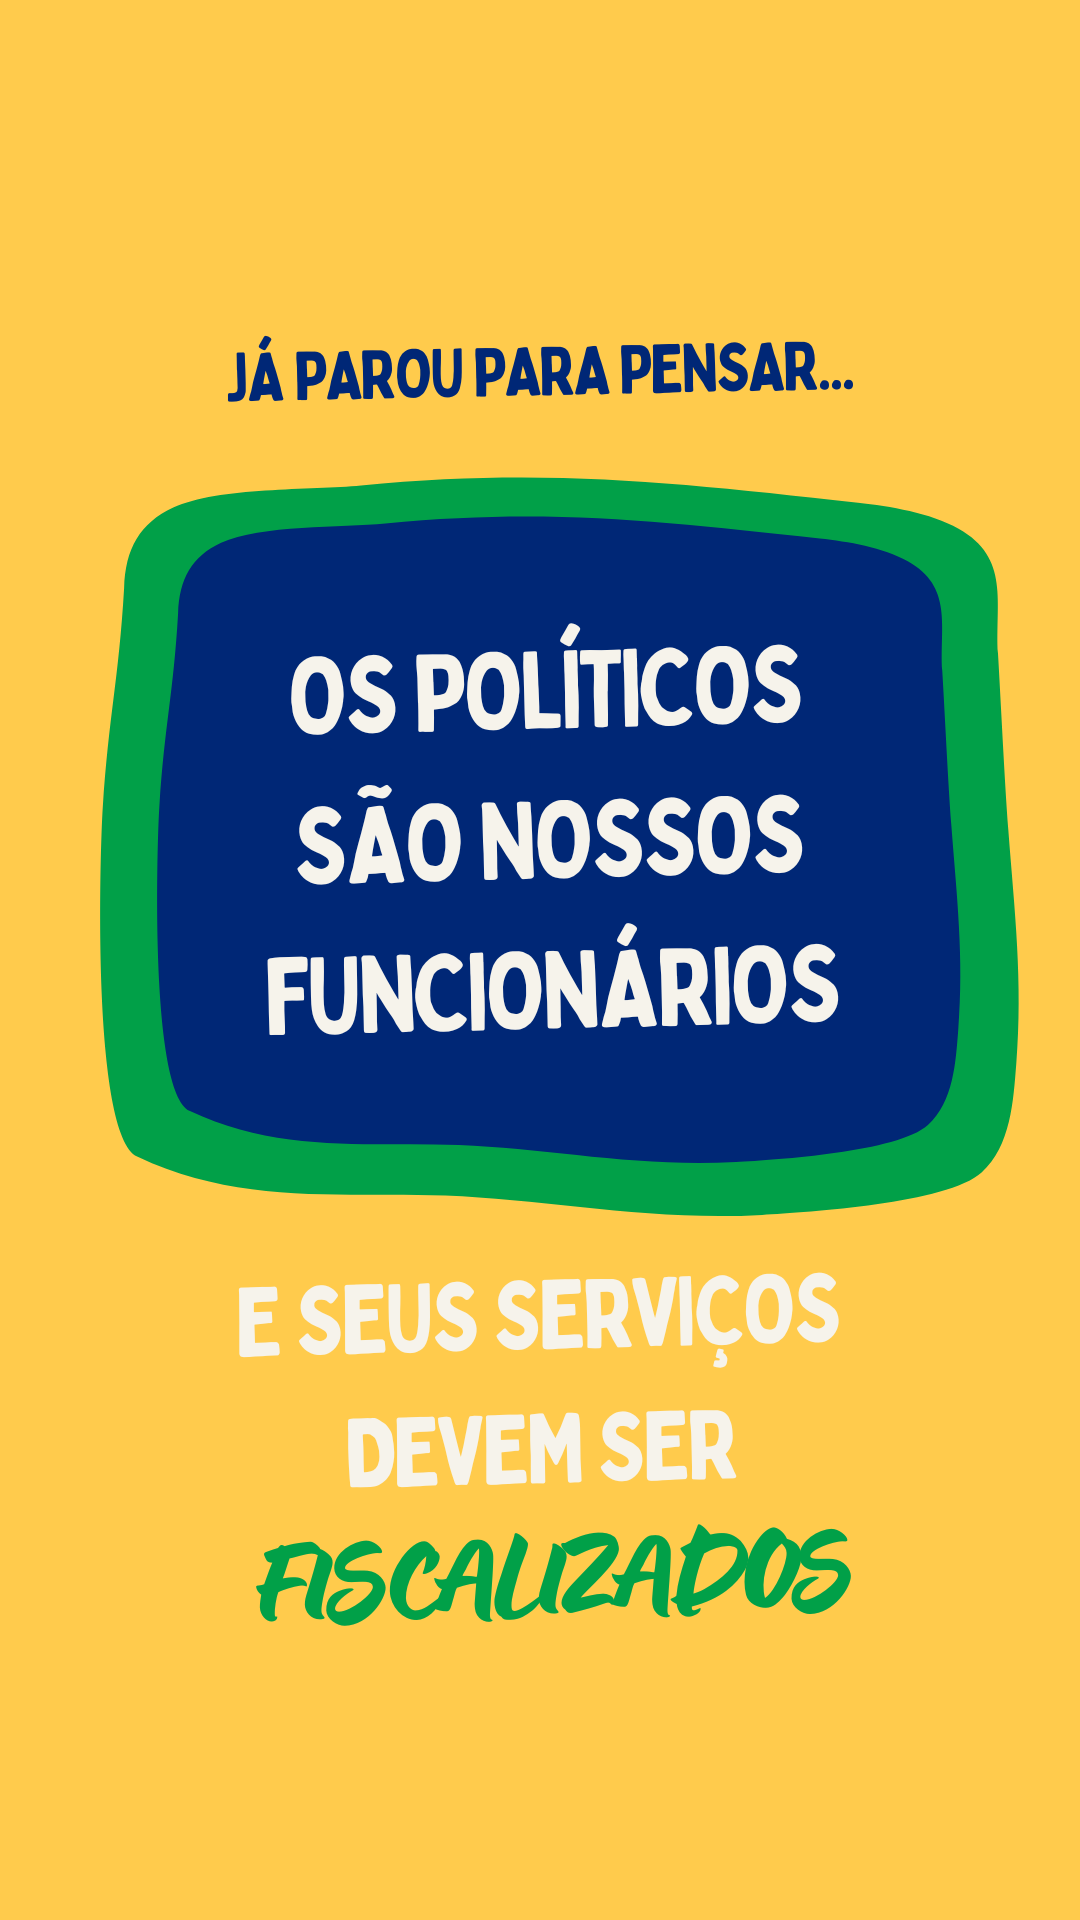 JÁ PAROU PARA PENSAR...
OS POLÍTICOS
SÃO NOSSOS
FUNCIONÁRIOS
E SEUS SERVIÇOS
DEVEM SER
FISCALIZADOS